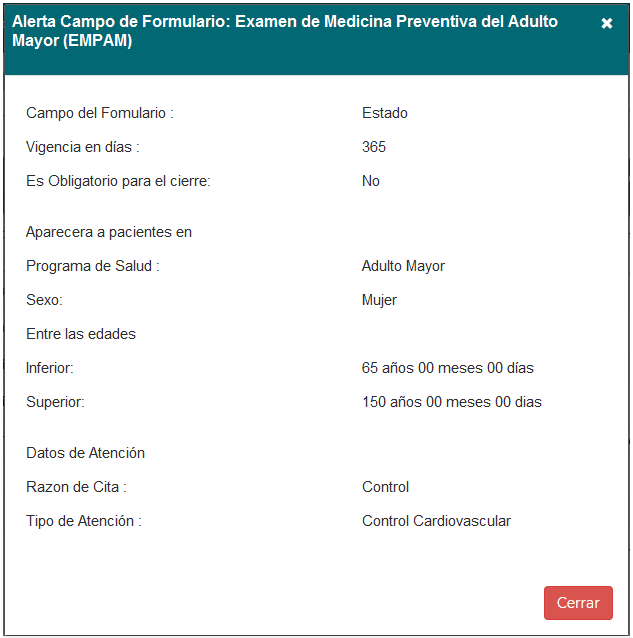 Alerta Campo de Formulario: Examen de Medicina Preventiva del Adulto
Mayor (EMPAM)
Campo del Fomulario : Estado
Vigencia en días : 365
Es Obligatorio para el cierre: No
Aparecera a pacientes en
Programa de Salud : Adulto Mayor
Sexo: Mujer
Entre las edades
Inferior: 65 años 00 meses 00 días
Superior: 150 años 00 meses 00 dias
Datos de Atención
Razon de Cita : Control
Tipo de Atención : Control Cardiovascular
Cerrar